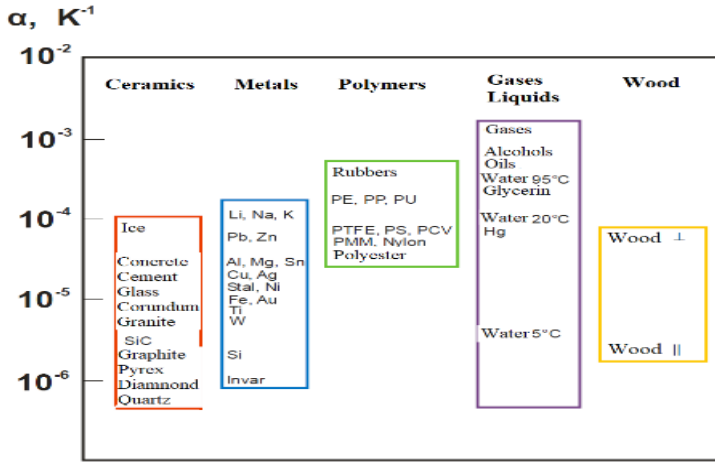 α, K⁻¹
10⁻²
10⁻³
10⁻⁴
10⁻⁵
10⁻⁶
Ceramics
Ice
Concrete
Cement
Glass
Corundum
Granite
SiC
Graphite
Pyrex
Diamnond
Quartz
Metals
Li, Na, K
Pb, Zn
Al, Mg, Sn
Cu, Ag
Stal, Ni
Fe, Au
Ti
W
Si
Invar
Polymers
Rubbers
PE, PP, PU
PTFE, PS, PCV
PMM, Nylon
Polyester
Gases
Liquids
Gases
Alcohols
Oils
Water 95°C
Glycerin
Water 20°C
Hg
Water 5°C
Wood
Wood ⊥
Wood ||